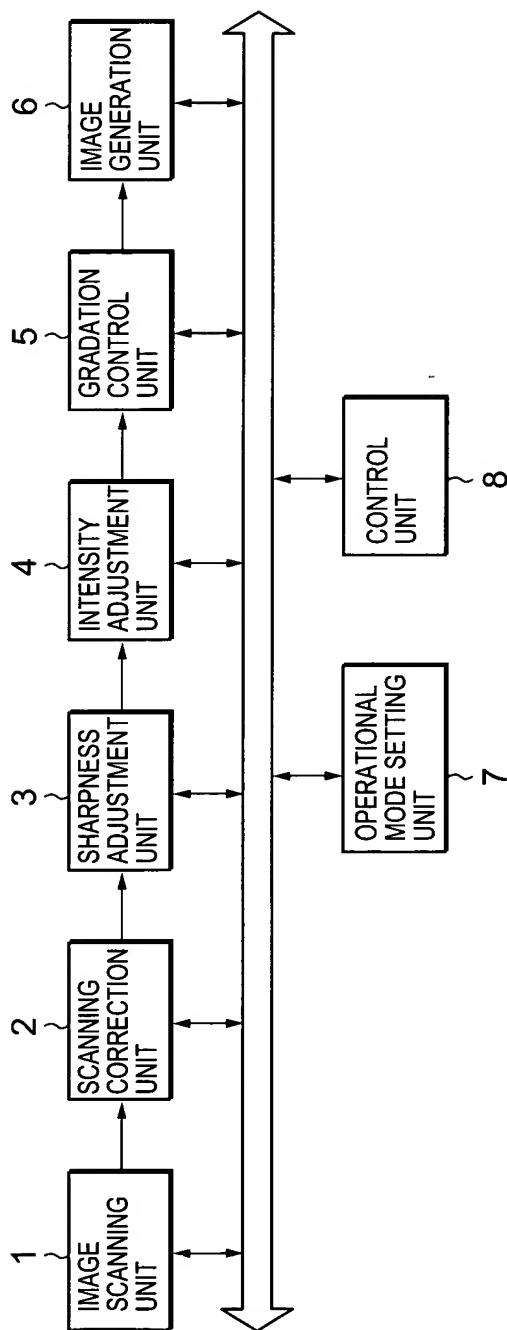 1
IMAGE
SCANNING
UNIT
2
SCANNING
CORRECTION
UNIT
3
SHARPNESS
ADJUSTMENT
UNIT
4
INTENSITY
ADJUSTMENT
UNIT
5
GRADATION
CONTROL
UNIT
6
IMAGE
GENERATION
UNIT
OPERATIONAL
MODE SETTING
UNIT
7
CONTROL
UNIT
8